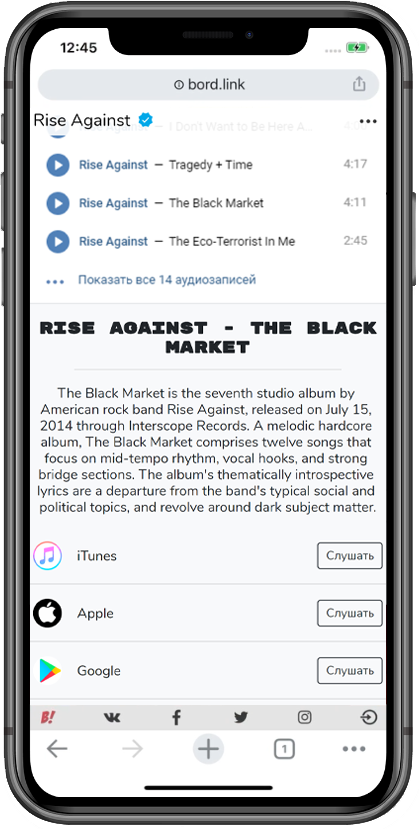 12:45
bord.link
Rise Against
Rise Against — I Don't Want to Be Here A...
Rise Against — Tragedy + Time 4:17
Rise Against — The Black Market 4:11
Rise Against — The Eco-Terrorist In Me 2:45
Показать все 14 аудиозаписей
RISE AGAINST - THE BLACK
MARKET
The Black Market is the seventh studio album by
American rock band Rise Against, released on July 15,
2014 through Interscope Records. A melodic hardcore
album, The Black Market comprises twelve songs that
focus on mid-tempo rhythm, vocal hooks, and strong
bridge sections. The album's thematically introspective
lyrics are a departure from the band's typical social and
political topics, and revolve around dark subject matter.
iTunes Слушать
Apple Слушать
Google Слушать
B!
1